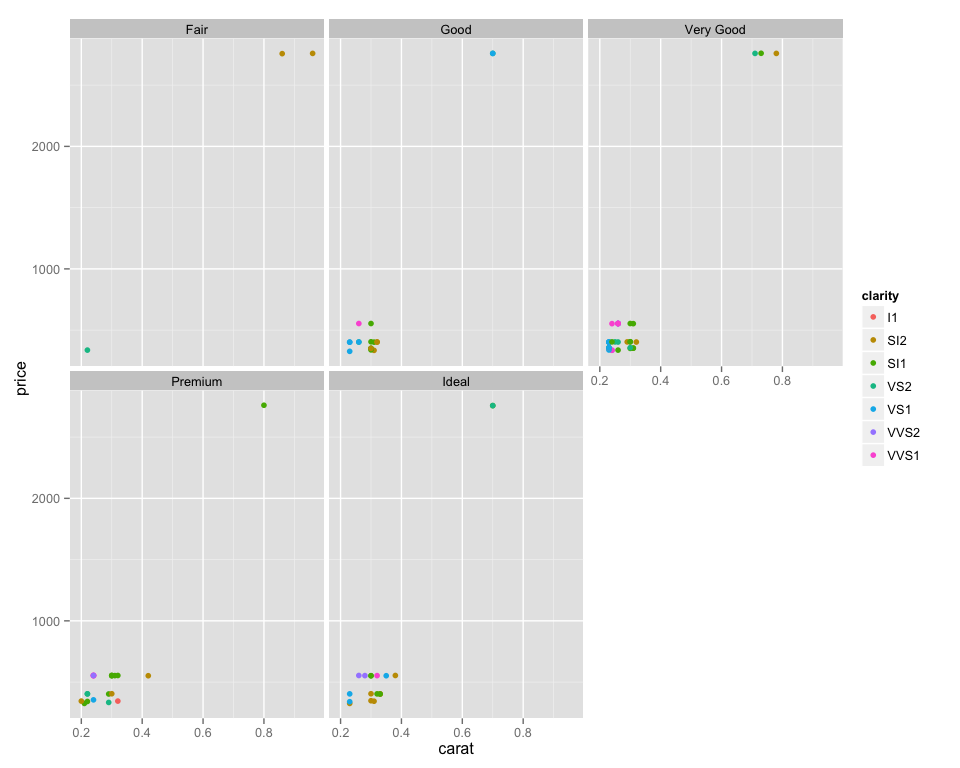 Fair Good Very Good
2000
1000
0.2 0.4 0.6 0.8
Premium Ideal
2000
1000
0.2 0.4 0.6 0.8 0.2 0.4 0.6 0.8
carat
price
clarity
I1
SI2
SI1
VS2
VS1
VVS2
VVS1